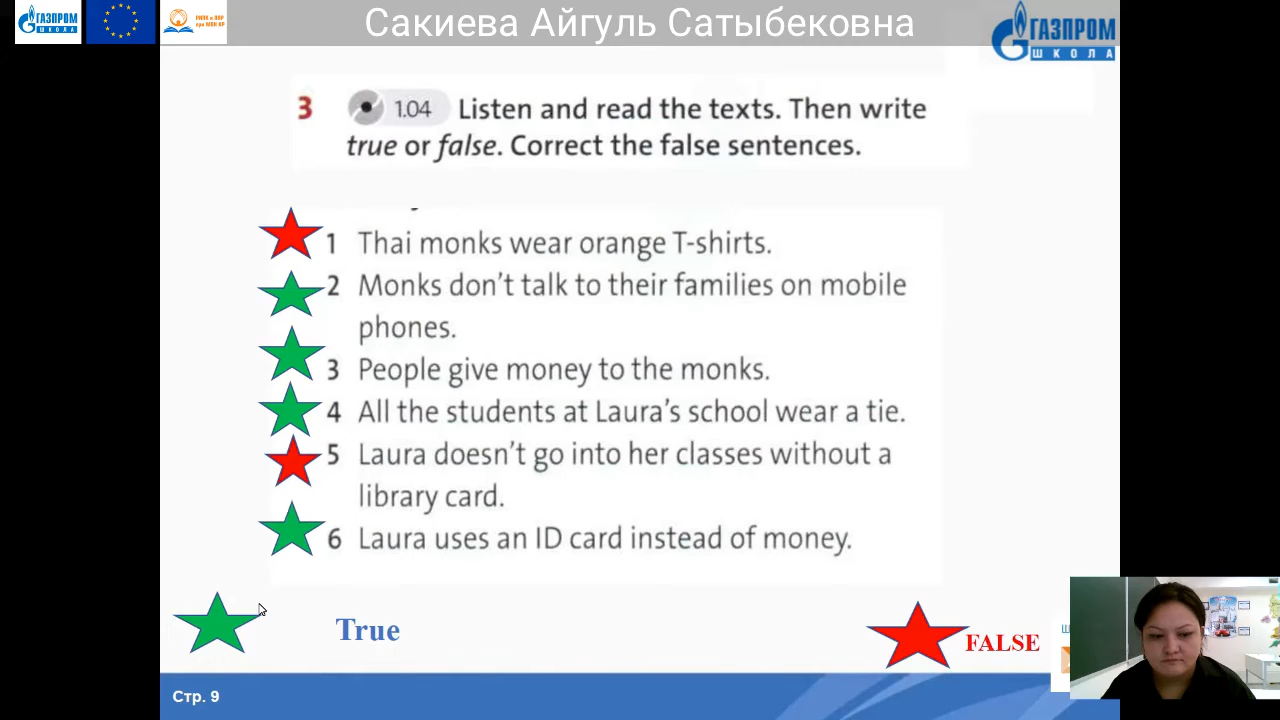 Сакиева Айгуль Сатыбековна
ГАЗПРОМ
ШКОЛА
ГАЗПРОМ
ШКОЛА
3 1.04 Listen and read the texts. Then write
true or false. Correct the false sentences.
1 Thai monks wear orange T-shirts.
2 Monks don't talk to their families on mobile
phones.
3 People give money to the monks.
4 All the students at Laura's school wear a tie.
5 Laura doesn't go into her classes without a
library card.
6 Laura uses an ID card instead of money.
True
FALSE
Стр. 9